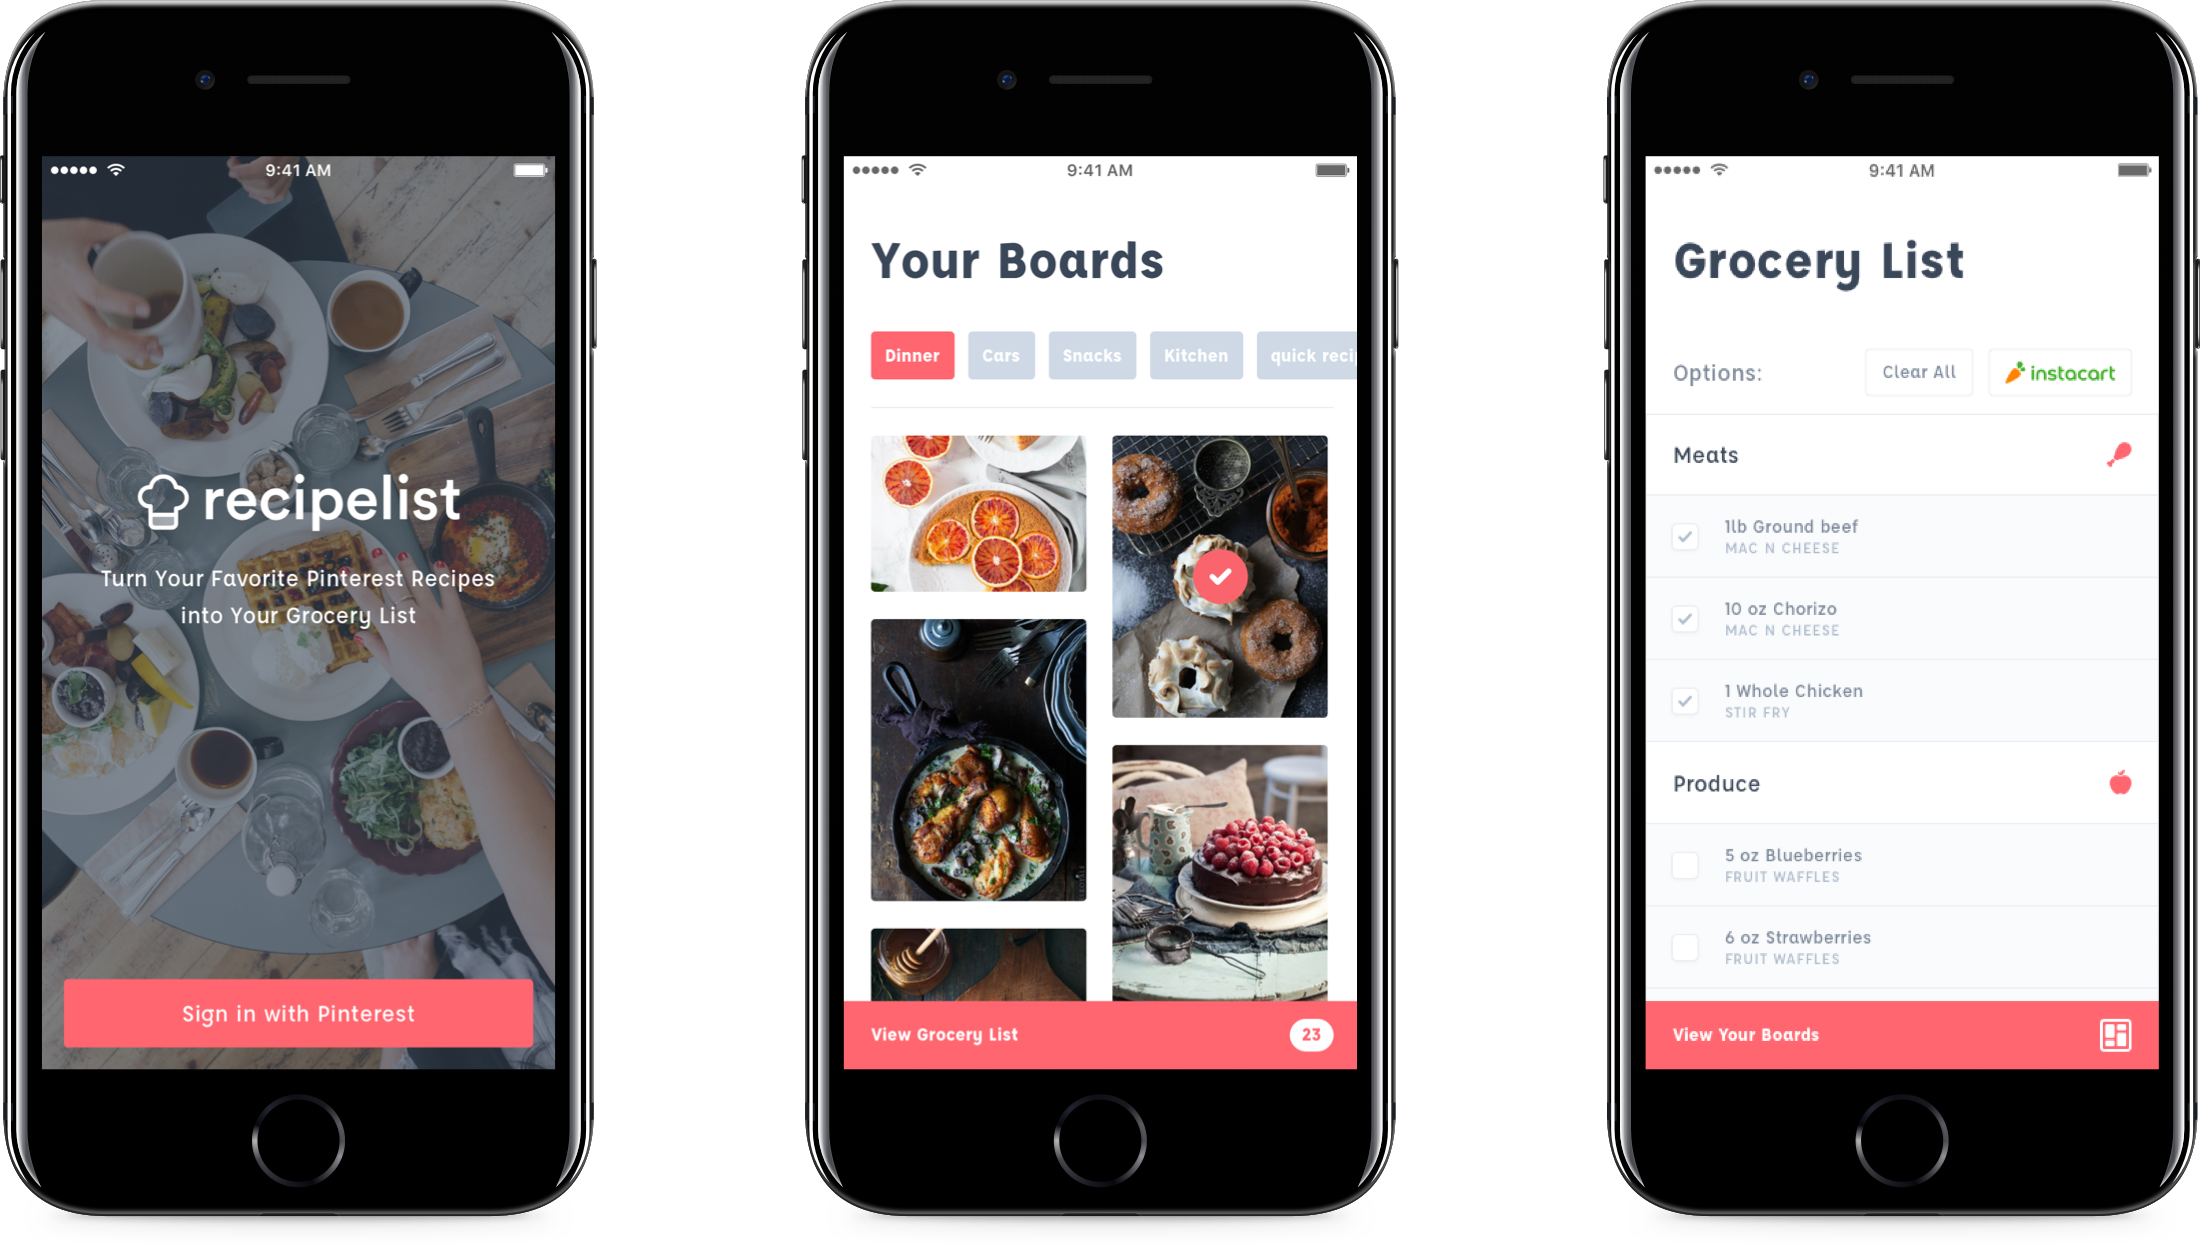 9:41 AM
recipelist
Turn Your Favorite Pinterest Recipes
into Your Grocery List
Sign in with Pinterest
9:41 AM
Your Boards
Dinner
Cars
Snacks
Kitchen
quick reci
View Grocery List
23
9:41 AM
Grocery List
Options:
Clear All
instacart
Meats
1lb Ground beef
MAC N CHEESE
10 oz Chorizo
MAC N CHEESE
1 Whole Chicken
STIR FRY
Produce
5 oz Blueberries
FRUIT WAFFLES
6 oz Strawberries
FRUIT WAFFLES
View Your Boards